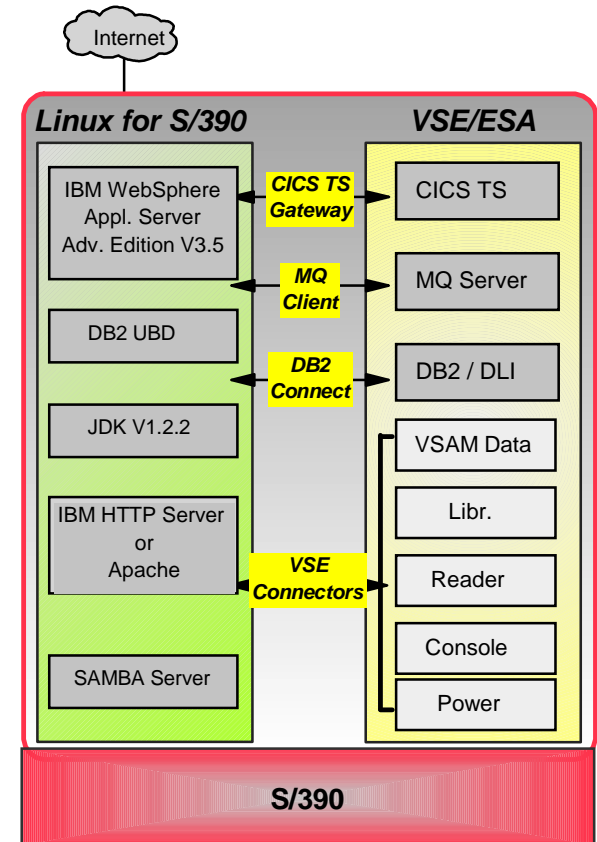 Internet
Linux for S/390
VSE/ESA
IBM WebSphere
Appl. Server
Adv. Edition V3.5
CICS TS
Gateway
CICS TS
MQ
Client
MQ Server
DB2 UBD
DB2
Connect
DB2 / DLI
JDK V1.2.2
VSAM Data
IBM HTTP Server
or
Apache
Libr.
VSE
Connectors
Reader
Console
SAMBA Server
Power
S/390